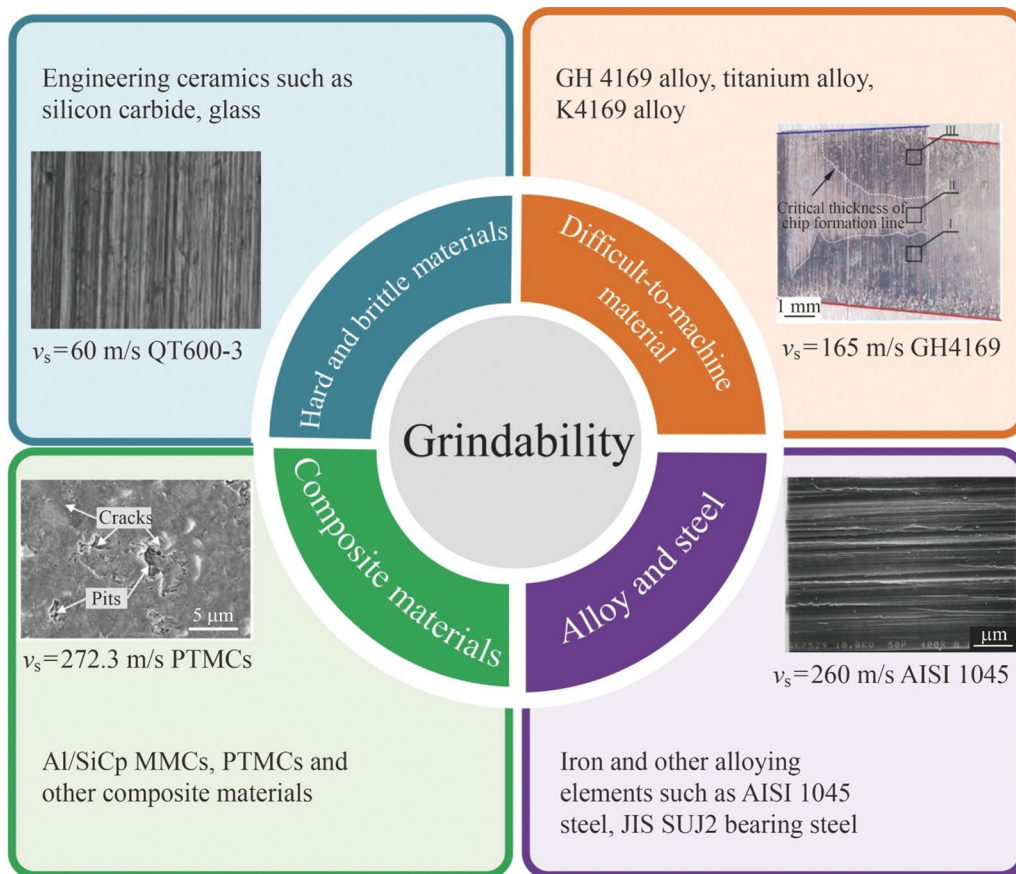 Engineering ceramics such as
silicon carbide, glass
vs=60 m/s QT600-3
GH 4169 alloy, titanium alloy,
K4169 alloy
III
Critical thickness of
chip formation line
II
I
1 mm
vs=165 m/s GH4169
Hard and brittle materials
Difficult-to-machine
material
Grindability
Composite materials
Alloy and steel
Cracks
Pits
5 μm
vs=272.3 m/s PTMCs
μm
vs=260 m/s AISI 1045
Al/SiCp MMCs, PTMCs and
other composite materials
Iron and other alloying
elements such as AISI 1045
steel, JIS SUJ2 bearing steel